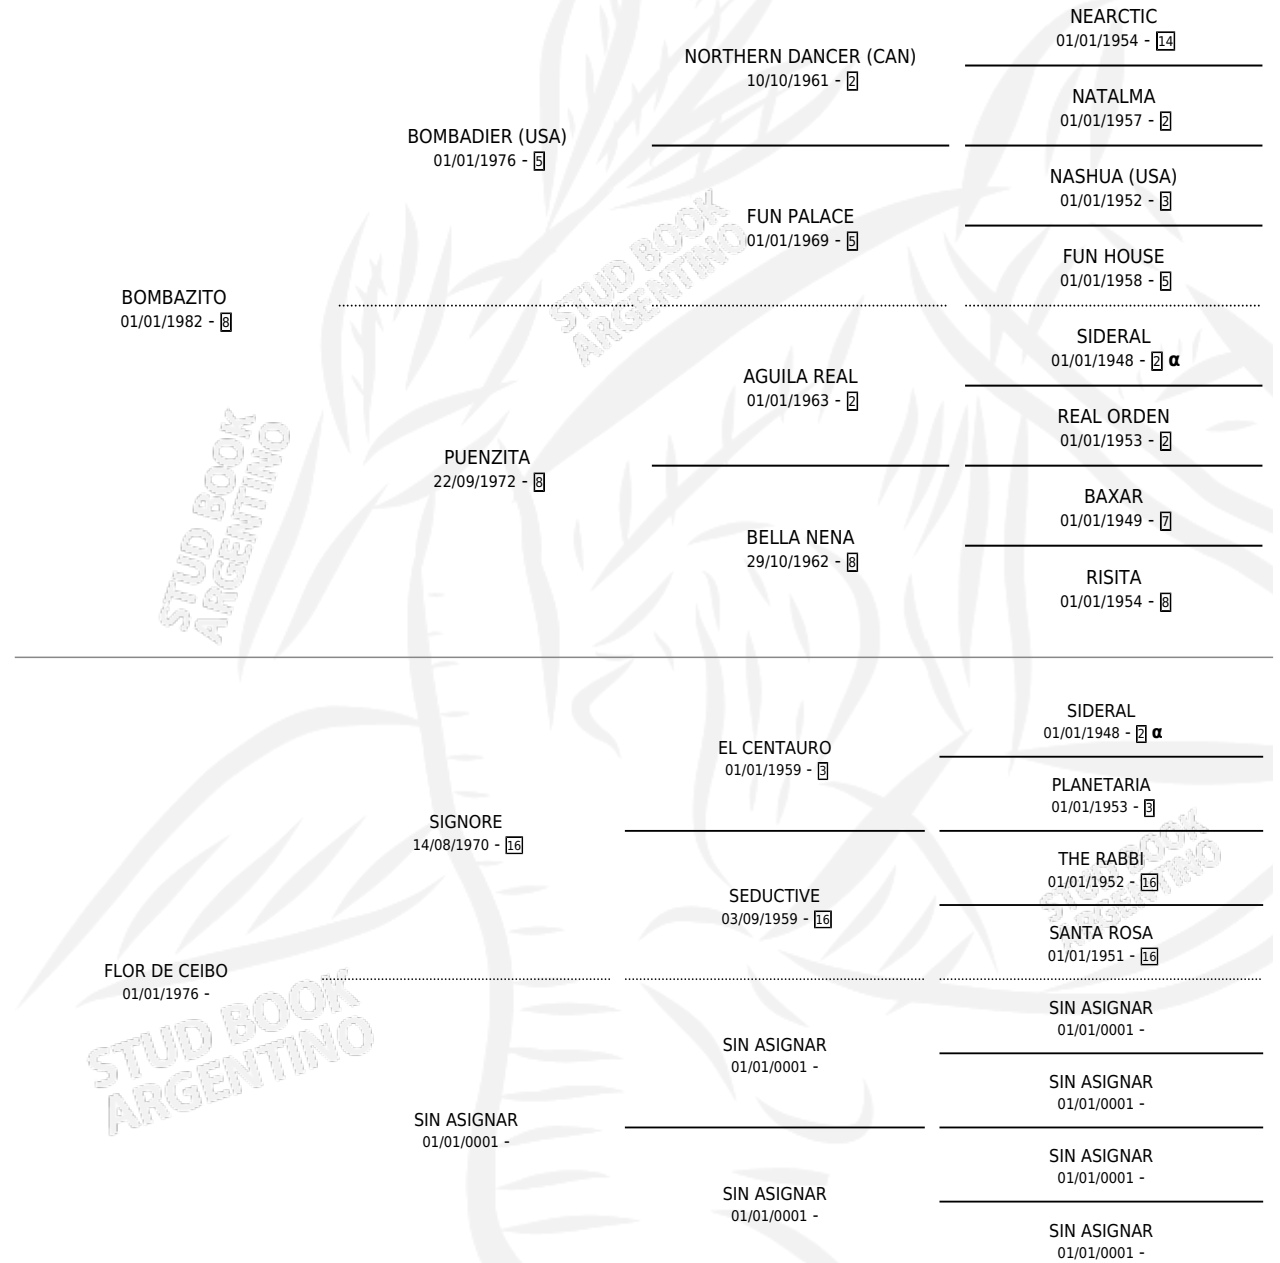 NEARCTIC
01/01/1954 - 14
NORTHERN DANCER (CAN)
10/10/1961 - 2
NATALMA
01/01/1957 - 2
BOMBADIER (USA)
01/01/1976 - 5
NASHUA (USA)
01/01/1952 - 3
FUN PALACE
01/01/1969 - 5
FUN HOUSE
01/01/1958 - 5
BOMBAZITO
01/01/1982 - 8
SIDERAL
01/01/1948 - 2 α
AGUILA REAL
01/01/1963 - 2
REAL ORDEN
01/01/1953 - 2
PUENZITA
22/09/1972 - 8
BAXAR
01/01/1949 - 7
BELLA NENA
29/10/1962 - 8
RISITA
01/01/1954 - 8
SIDERAL
01/01/1948 - 2 α
EL CENTAURO
01/01/1959 - 3
PLANETARIA
01/01/1953 - 3
SIGNORE
14/08/1970 - 16
THE RABBI
01/01/1952 - 16
SEDUCTIVE
03/09/1959 - 16
SANTA ROSA
01/01/1951 - 16
FLOR DE CEIBO
01/01/1976 -
SIN ASIGNAR
01/01/0001 -
SIN ASIGNAR
01/01/0001 -
SIN ASIGNAR
01/01/0001 -
SIN ASIGNAR
01/01/0001 -
SIN ASIGNAR
01/01/0001 -
SIN ASIGNAR
01/01/0001 -
SIN ASIGNAR
01/01/0001 -
STUD BOOK
ARGENTINO
STUD BOOK
ARGENTINO
STUD BOOK
ARGENTINO
STUD BOOK
ARGENTINO